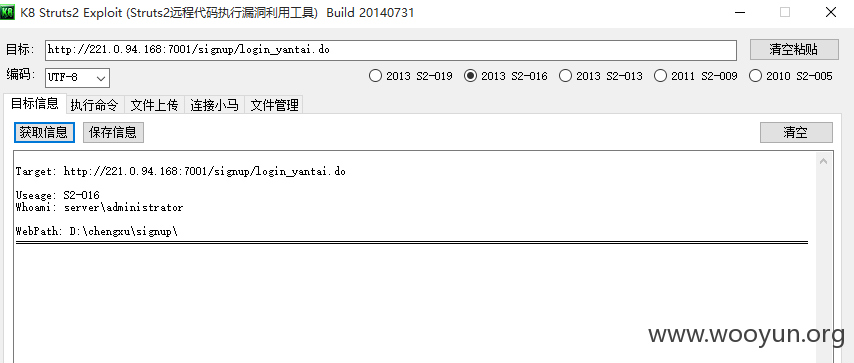 K8 Struts2 Exploit (Struts2远程代码执行漏洞利用工具) Build 20140731
目标: http://221.0.94.168:7001/signup/login_yantai.do 清空粘贴
编码: UTF-8 2013 S2-019 2013 S2-016 2013 S2-013 2011 S2-009 2010 S2-005
目标信息 执行命令 文件上传 连接小马 文件管理
获取信息 保存信息 清空
Target: http://221.0.94.168:7001/signup/login_yantai.do
Useage: S2-016
Whoami: server\administrator
WebPath: D:\chengxu\signup\
www.wooyun.org